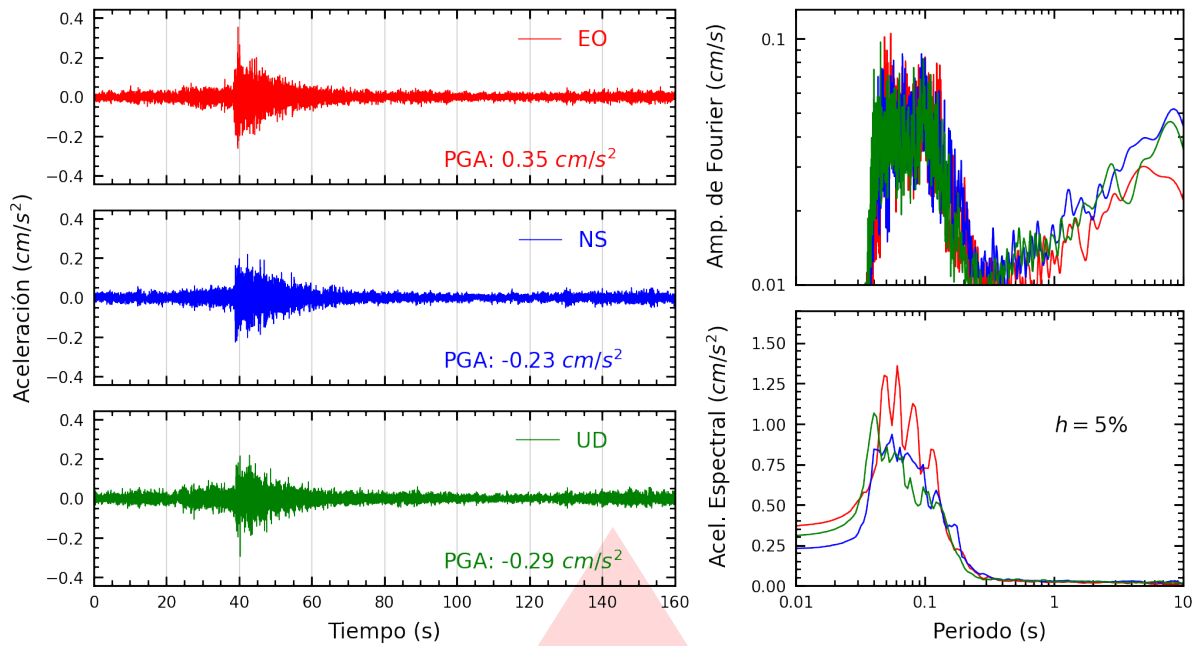 Aceleración (cm/s²)
0.4
0.2
0.0
−0.2
−0.4
EO
PGA: 0.35 cm/s²
0.4
0.2
0.0
−0.2
−0.4
NS
PGA: -0.23 cm/s²
0.4
0.2
0.0
−0.2
−0.4
UD
PGA: -0.29 cm/s²
0 20 40 60 80 100 120 140 160
Tiempo (s)
Amp. de Fourier (cm/s)
0.1
0.01
Acel. Espectral (cm/s²)
1.50
1.25
1.00
0.75
0.50
0.25
0.00
h = 5%
0.01 0.1 1 10
Periodo (s)